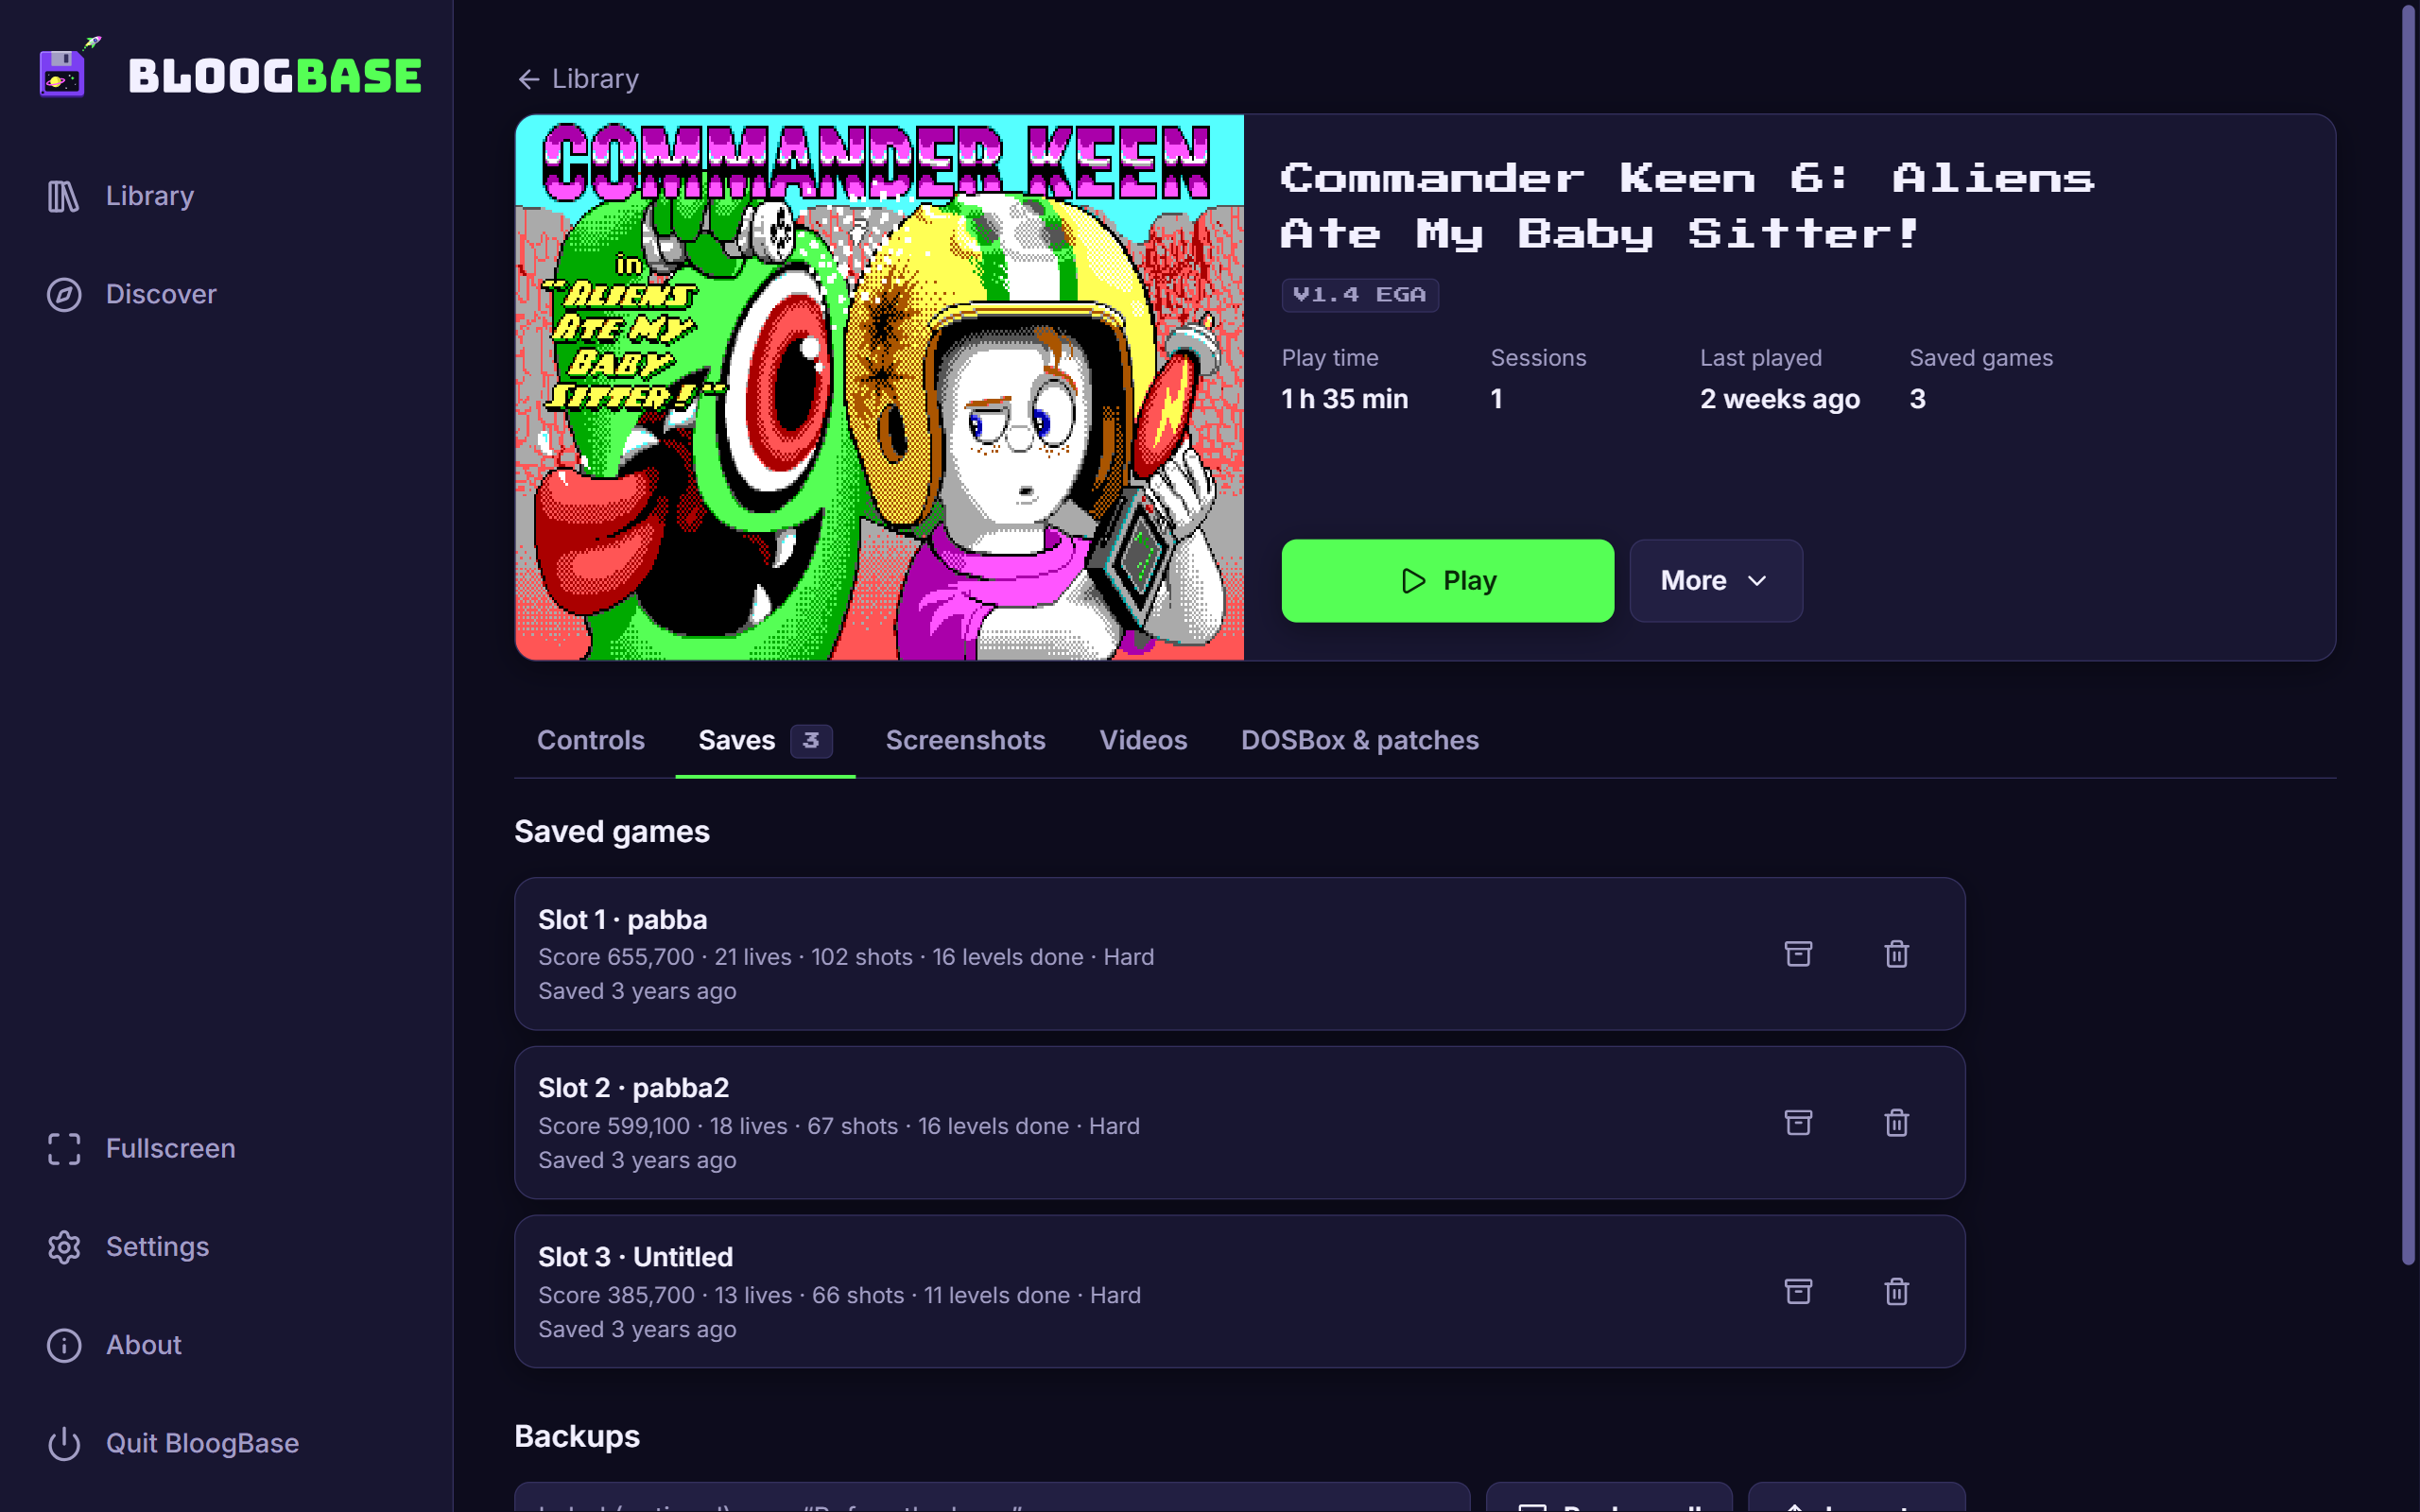 BLOOGBASE
Library
Discover
Fullscreen
Settings
About
Quit BloogBase
Library
COMMANDER KEEN
in
"ALIENS
ATE MY
BABY
SITTER!"
Commander Keen 6: Aliens
Ate My Baby Sitter!
V1.4 EGA
Play time
Sessions
Last played
Saved games
1 h 35 min
1
2 weeks ago
3
Play
More
Controls
Saves 3
Screenshots
Videos
DOSBox & patches
Saved games
Slot 1 · pabba
Score 655,700 · 21 lives · 102 shots · 16 levels done · Hard
Saved 3 years ago
Slot 2 · pabba2
Score 599,100 · 18 lives · 67 shots · 16 levels done · Hard
Saved 3 years ago
Slot 3 · Untitled
Score 385,700 · 13 lives · 66 shots · 11 levels done · Hard
Saved 3 years ago
Backups